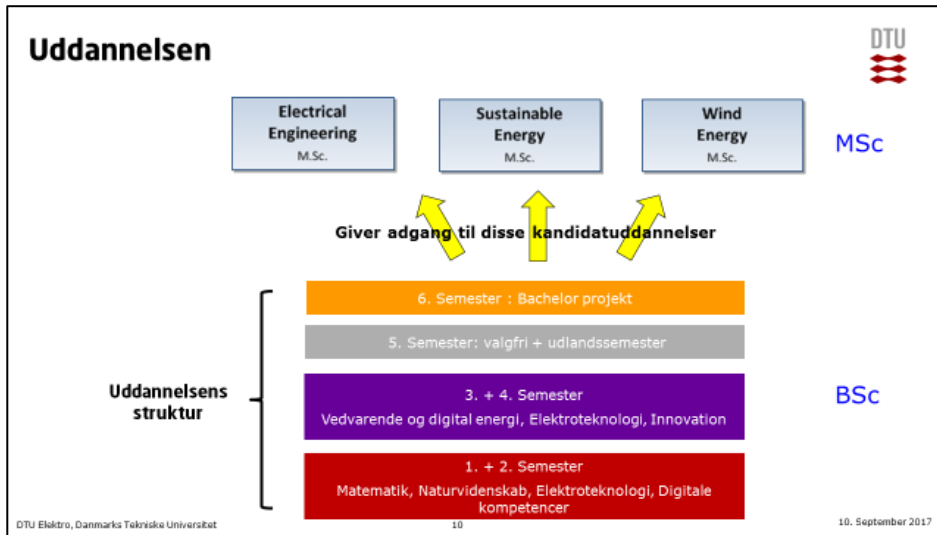 Uddannelsen
DTU
Electrical
Engineering
M.Sc.
Sustainable
Energy
M.Sc.
Wind
Energy
M.Sc.
MSc
Giver adgang til disse kandidatuddannelser
6. Semester : Bachelor projekt
5. Semester: valgfri + udlandssemester
Uddannelsens
struktur
3. + 4. Semester
Vedvarende og digital energi, Elektroteknologi, Innovation
BSc
1. + 2. Semester
Matematik, Naturvidenskab, Elektroteknologi, Digitale
kompetencer
DTU Elektro, Danmarks Tekniske Universitet
10
10. September 2017